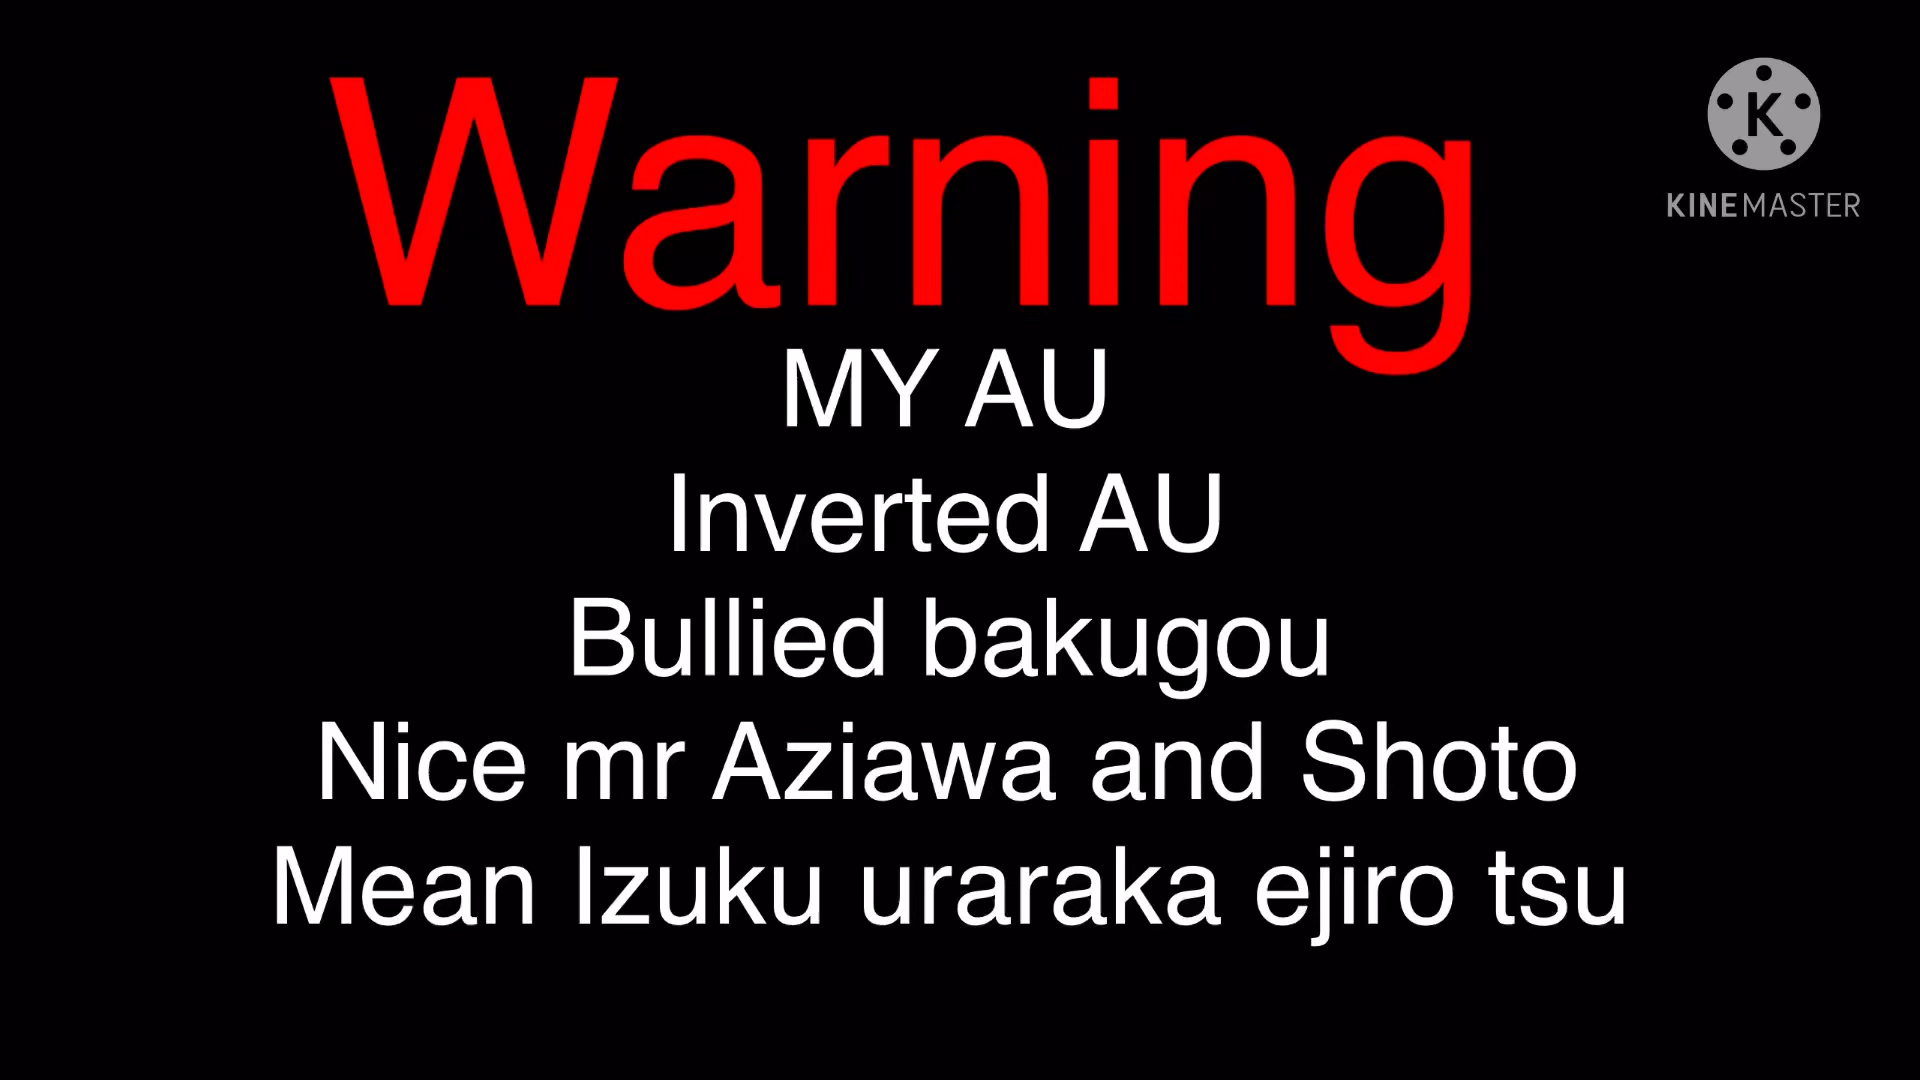 Warning
K
KINEMASTER
MY AU
Inverted AU
Bullied bakugou
Nice mr Aziawa and Shoto
Mean Izuku uraraka ejiro tsu